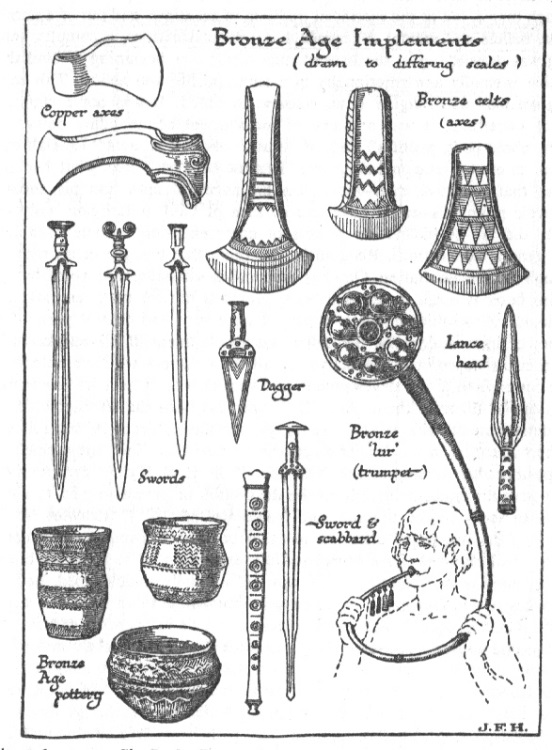 Bronze Age Implements
(drawn to differing scales)
Copper axes
Bronze celts
(axes)
Lance
head
Dagger
Bronze
'lur'
(trumpet)
Swords
Sword &
scabbard
Bronze
Age
pottery
J.F.H.